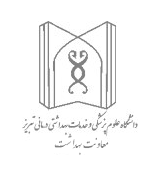 دانشگاه علوم پزشکی و خدمات بهداشتی درمانی تبریز
معاونت بهداشت